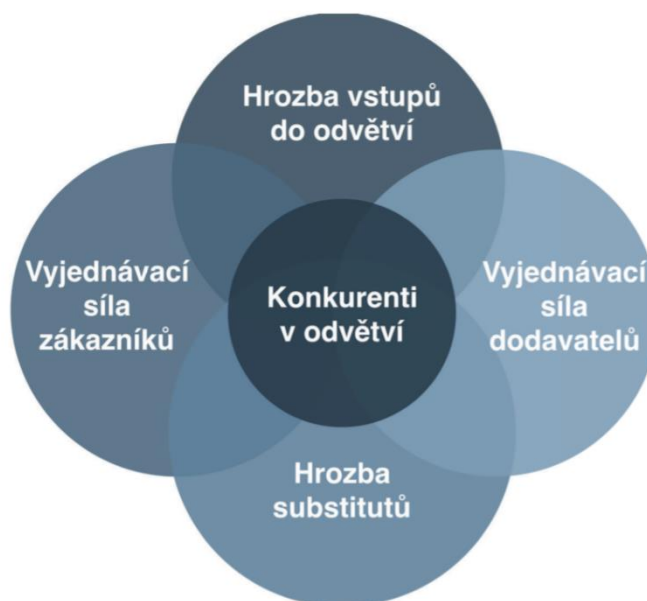 Hrozba vstupů
do odvětví
Vyjednávací
síla
zákazníků
Konkurenti
v odvětví
Vyjednávací
síla
dodavatelů
Hrozba
substitutů